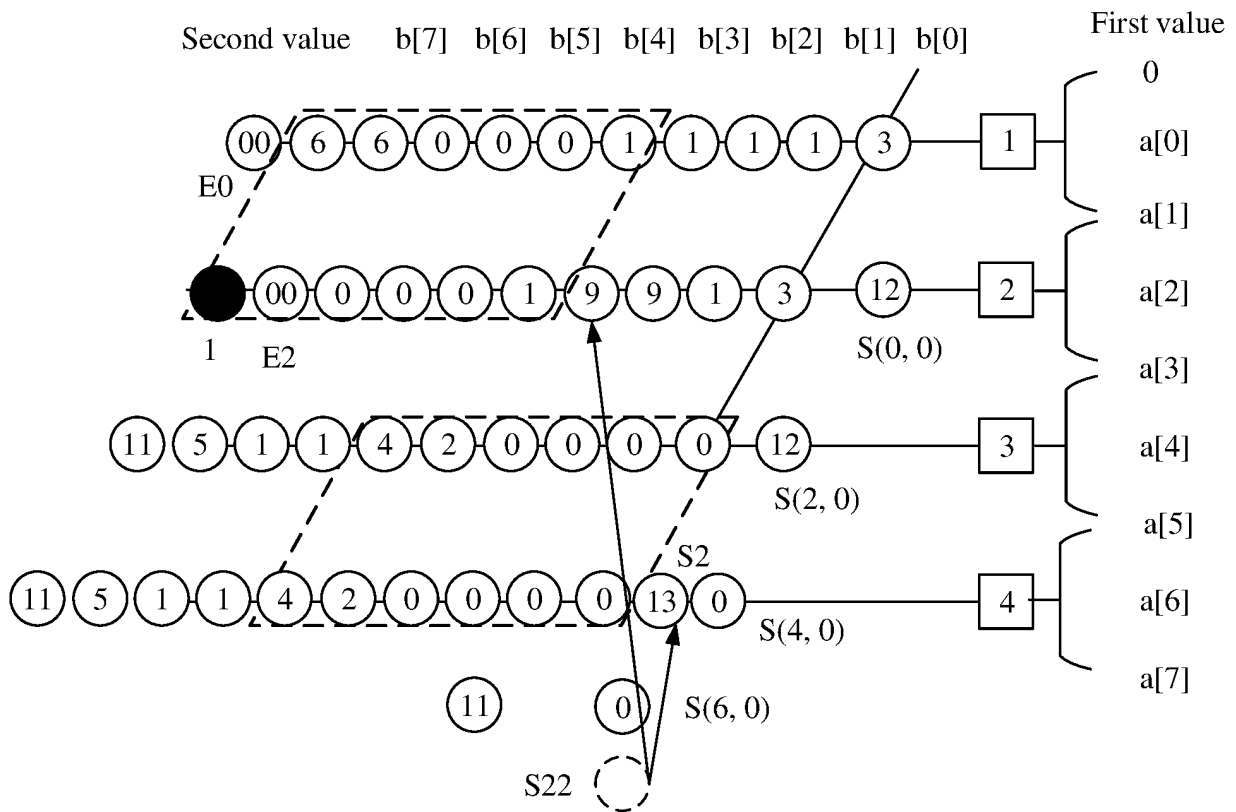 First value
Second value b[7] b[6] b[5] b[4] b[3] b[2] b[1] b[0]
0
00 6 6 0 0 0 1 1 1 1 3 1 a[0]
E0
a[1]
00 0 0 0 1 9 9 1 3 12 2 a[2]
1 E2 S(0, 0)
a[3]
11 5 1 1 4 2 0 0 0 0 12 3 a[4]
S(2, 0)
a[5]
S2
11 5 1 1 4 2 0 0 0 0 13 0 4 a[6]
S(4, 0)
a[7]
11 0 S(6, 0)
S22